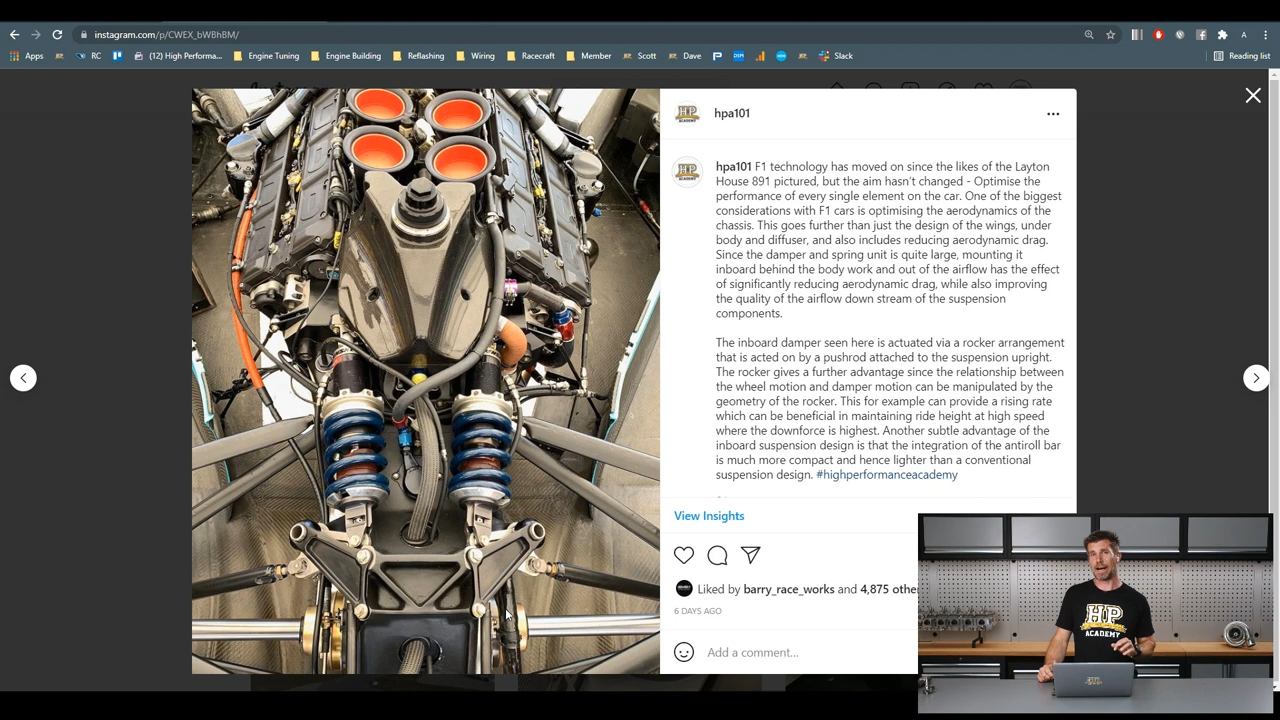 instagram.com/p/CWEX_bWBhBM/
Apps
RC
(12) High Performa...
Engine Tuning
Engine Building
Reflashing
Wiring
Racecraft
Member
Scott
Dave
Slack
Reading list
hpa101
hpa101 F1 technology has moved on since the likes of the Layton
House 891 pictured, but the aim hasn't changed - Optimise the
performance of every single element on the car. One of the biggest
considerations with F1 cars is optimising the aerodynamics of the
chassis. This goes further than just the design of the wings, under
body and diffuser, and also includes reducing aerodynamic drag.
Since the damper and spring unit is quite large, mounting it
inboard behind the body work and out of the airflow has the effect
of significantly reducing aerodynamic drag, while also improving
the quality of the airflow down stream of the suspension
components.
The inboard damper seen here is actuated via a rocker arrangement
that is acted on by a pushrod attached to the suspension upright.
The rocker gives a further advantage since the relationship between
the wheel motion and damper motion can be manipulated by the
geometry of the rocker. This for example can provide a rising rate
which can be beneficial in maintaining ride height at high speed
where the downforce is highest. Another subtle advantage of the
inboard suspension design is that the integration of the antiroll bar
is much more compact and hence lighter than a conventional
suspension design. #highperformanceacademy
View Insights
Liked by barry_race_works and 4,875 othe
6 DAYS AGO
Add a comment...
HP
ACADEMY